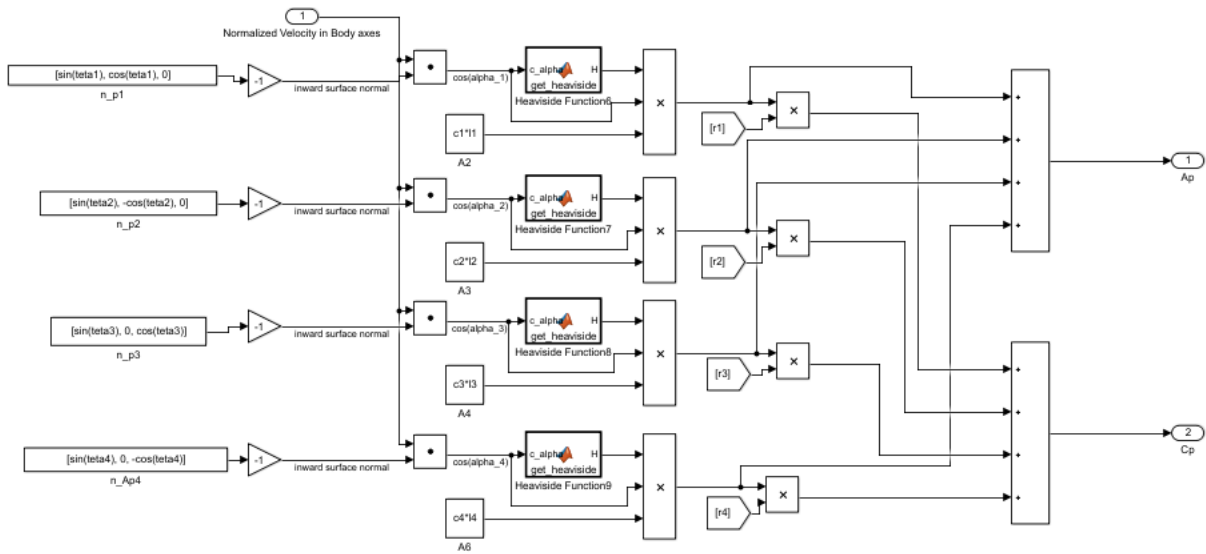 1
Normalized Velocity in Body axes
[sin(teta1), cos(teta1), 0]
n_p1
-1
inward surface normal
cos(alpha_1)
c_alpha
H
get_heaviside
Heaviside Function6
c1*l1
A2
×
[r1]
×
+
+
+
+
1
Ap
[sin(teta2), -cos(teta2), 0]
n_p2
-1
inward surface normal
cos(alpha_2)
c_alpha
H
get_heaviside
Heaviside Function7
c2*l2
A3
×
[r2]
×
[sin(teta3), 0, cos(teta3)]
n_p3
-1
inward surface normal
cos(alpha_3)
c_alpha
H
get_heaviside
Heaviside Function8
c3*l3
A4
×
[r3]
×
+
+
+
+
2
Cp
[sin(teta4), 0, -cos(teta4)]
n_Ap4
-1
inward surface normal
cos(alpha_4)
c_alpha
H
get_heaviside
Heaviside Function9
c4*l4
A6
×
[r4]
×